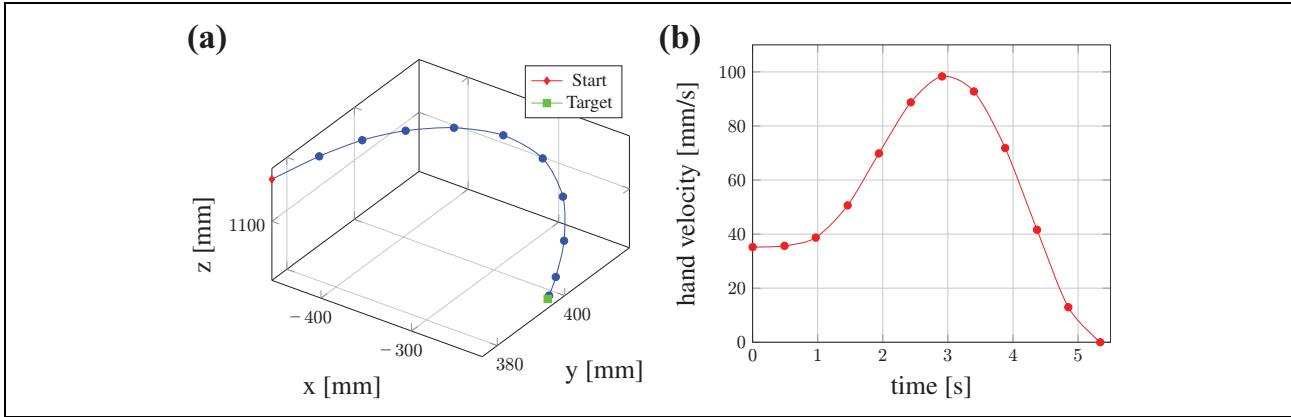 (a)
Start
Target
1100
z [mm]
−400
−300
x [mm]
400
380
y [mm]
(b)
100
80
60
40
20
0
hand velocity [mm/s]
0 1 2 3 4 5
time [s]